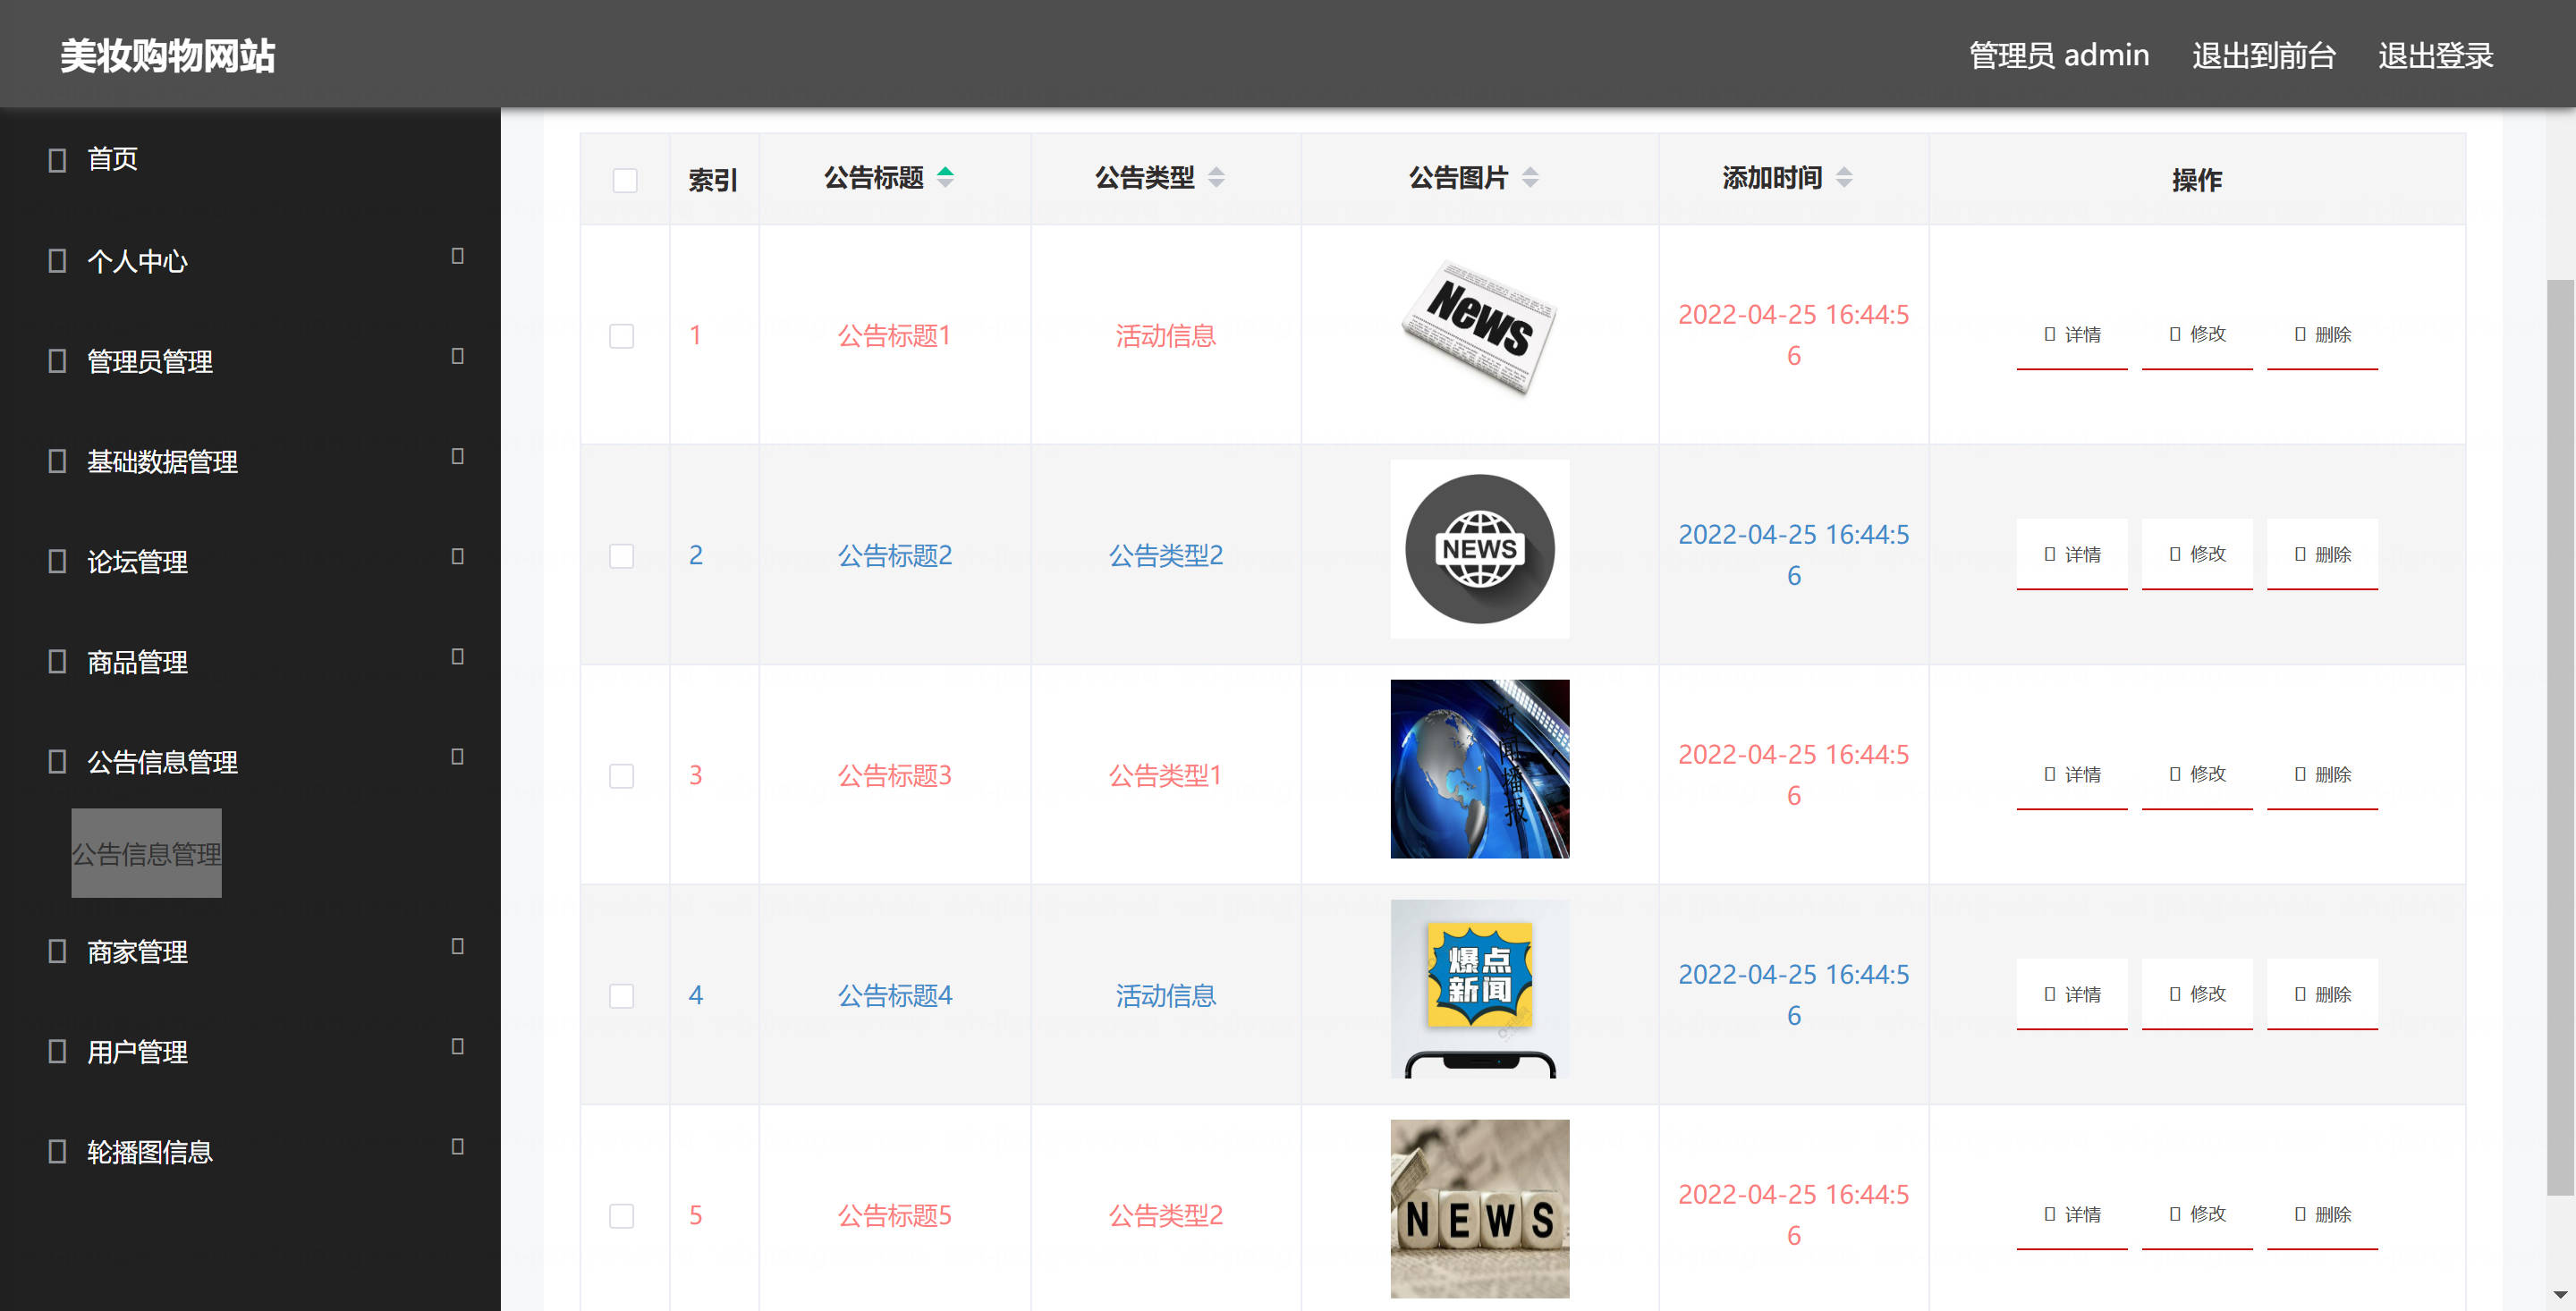 美妆购物网站
管理员 admin 退出到前台 退出登录
首页
个人中心
管理员管理
基础数据管理
论坛管理
商品管理
公告信息管理
公告信息管理
商家管理
用户管理
轮播图信息
索引 公告标题 公告类型 公告图片 添加时间 操作
1 公告标题1 活动信息 News 2022-04-25 16:44:5
6
详情 修改 删除
2 公告标题2 公告类型2 NEWS 2022-04-25 16:44:5
6
详情 修改 删除
3 公告标题3 公告类型1 新闻播报 2022-04-25 16:44:5
6
详情 修改 删除
4 公告标题4 活动信息 爆点
新闻
2022-04-25 16:44:5
6
详情 修改 删除
5 公告标题5 公告类型2 NEWS 2022-04-25 16:44:5
6
详情 修改 删除